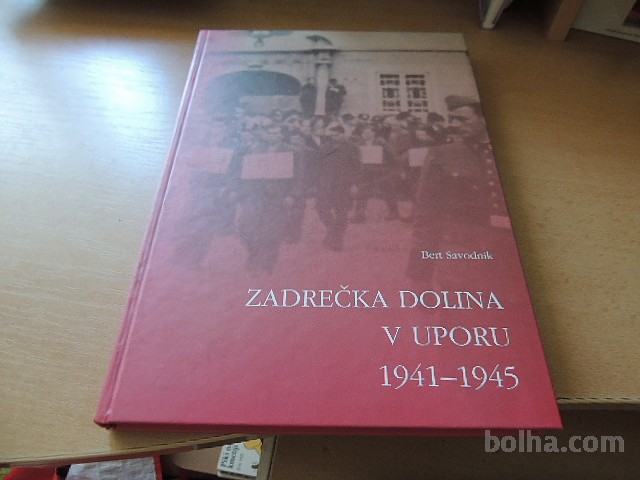 Bert Savodnik
ZADREČKA DOLINA
V UPORU
1941–1945
bolha.com